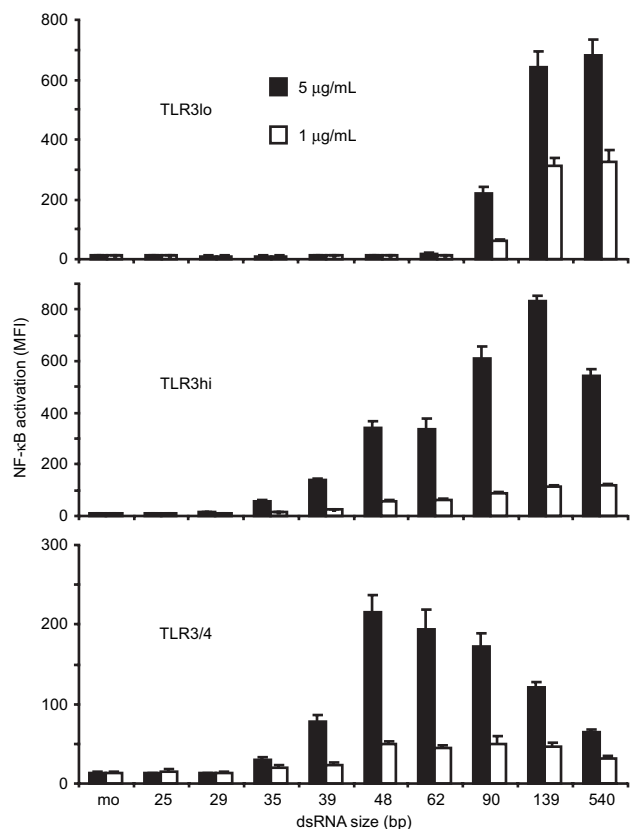 800
600
400
200
0
TLR3lo
5 μg/mL
1 μg/mL
NF-κB activation (MFI)
800
600
400
200
0
TLR3hi
300
200
100
0
TLR3/4
mo 25 29 35 39 48 62 90 139 540
dsRNA size (bp)